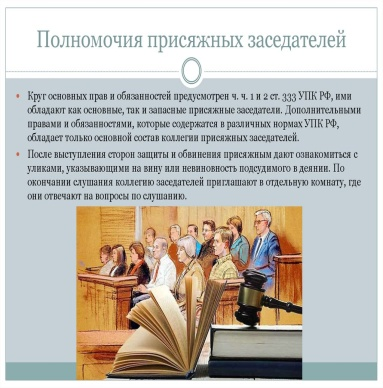 Полномочия присяжных заседателей
• Круг основных прав и обязанностей предусмотрен ч. ч. 1 и 2 ст. 333 УПК РФ, ими
обладают как основные, так и запасные присяжные заседатели. Дополнительными
правами и обязанностями, которые содержатся в различных нормах УПК РФ,
обладает только основной состав коллегии присяжных заседателей.
• После выступления сторон защиты и обвинения присяжным дают ознакомиться с
уликами, указывающими на вину или невиновность подсудимого в деянии. По
окончании слушания коллегию заседателей приглашают в отдельную комнату, где
они отвечают на вопросы по слушанию.